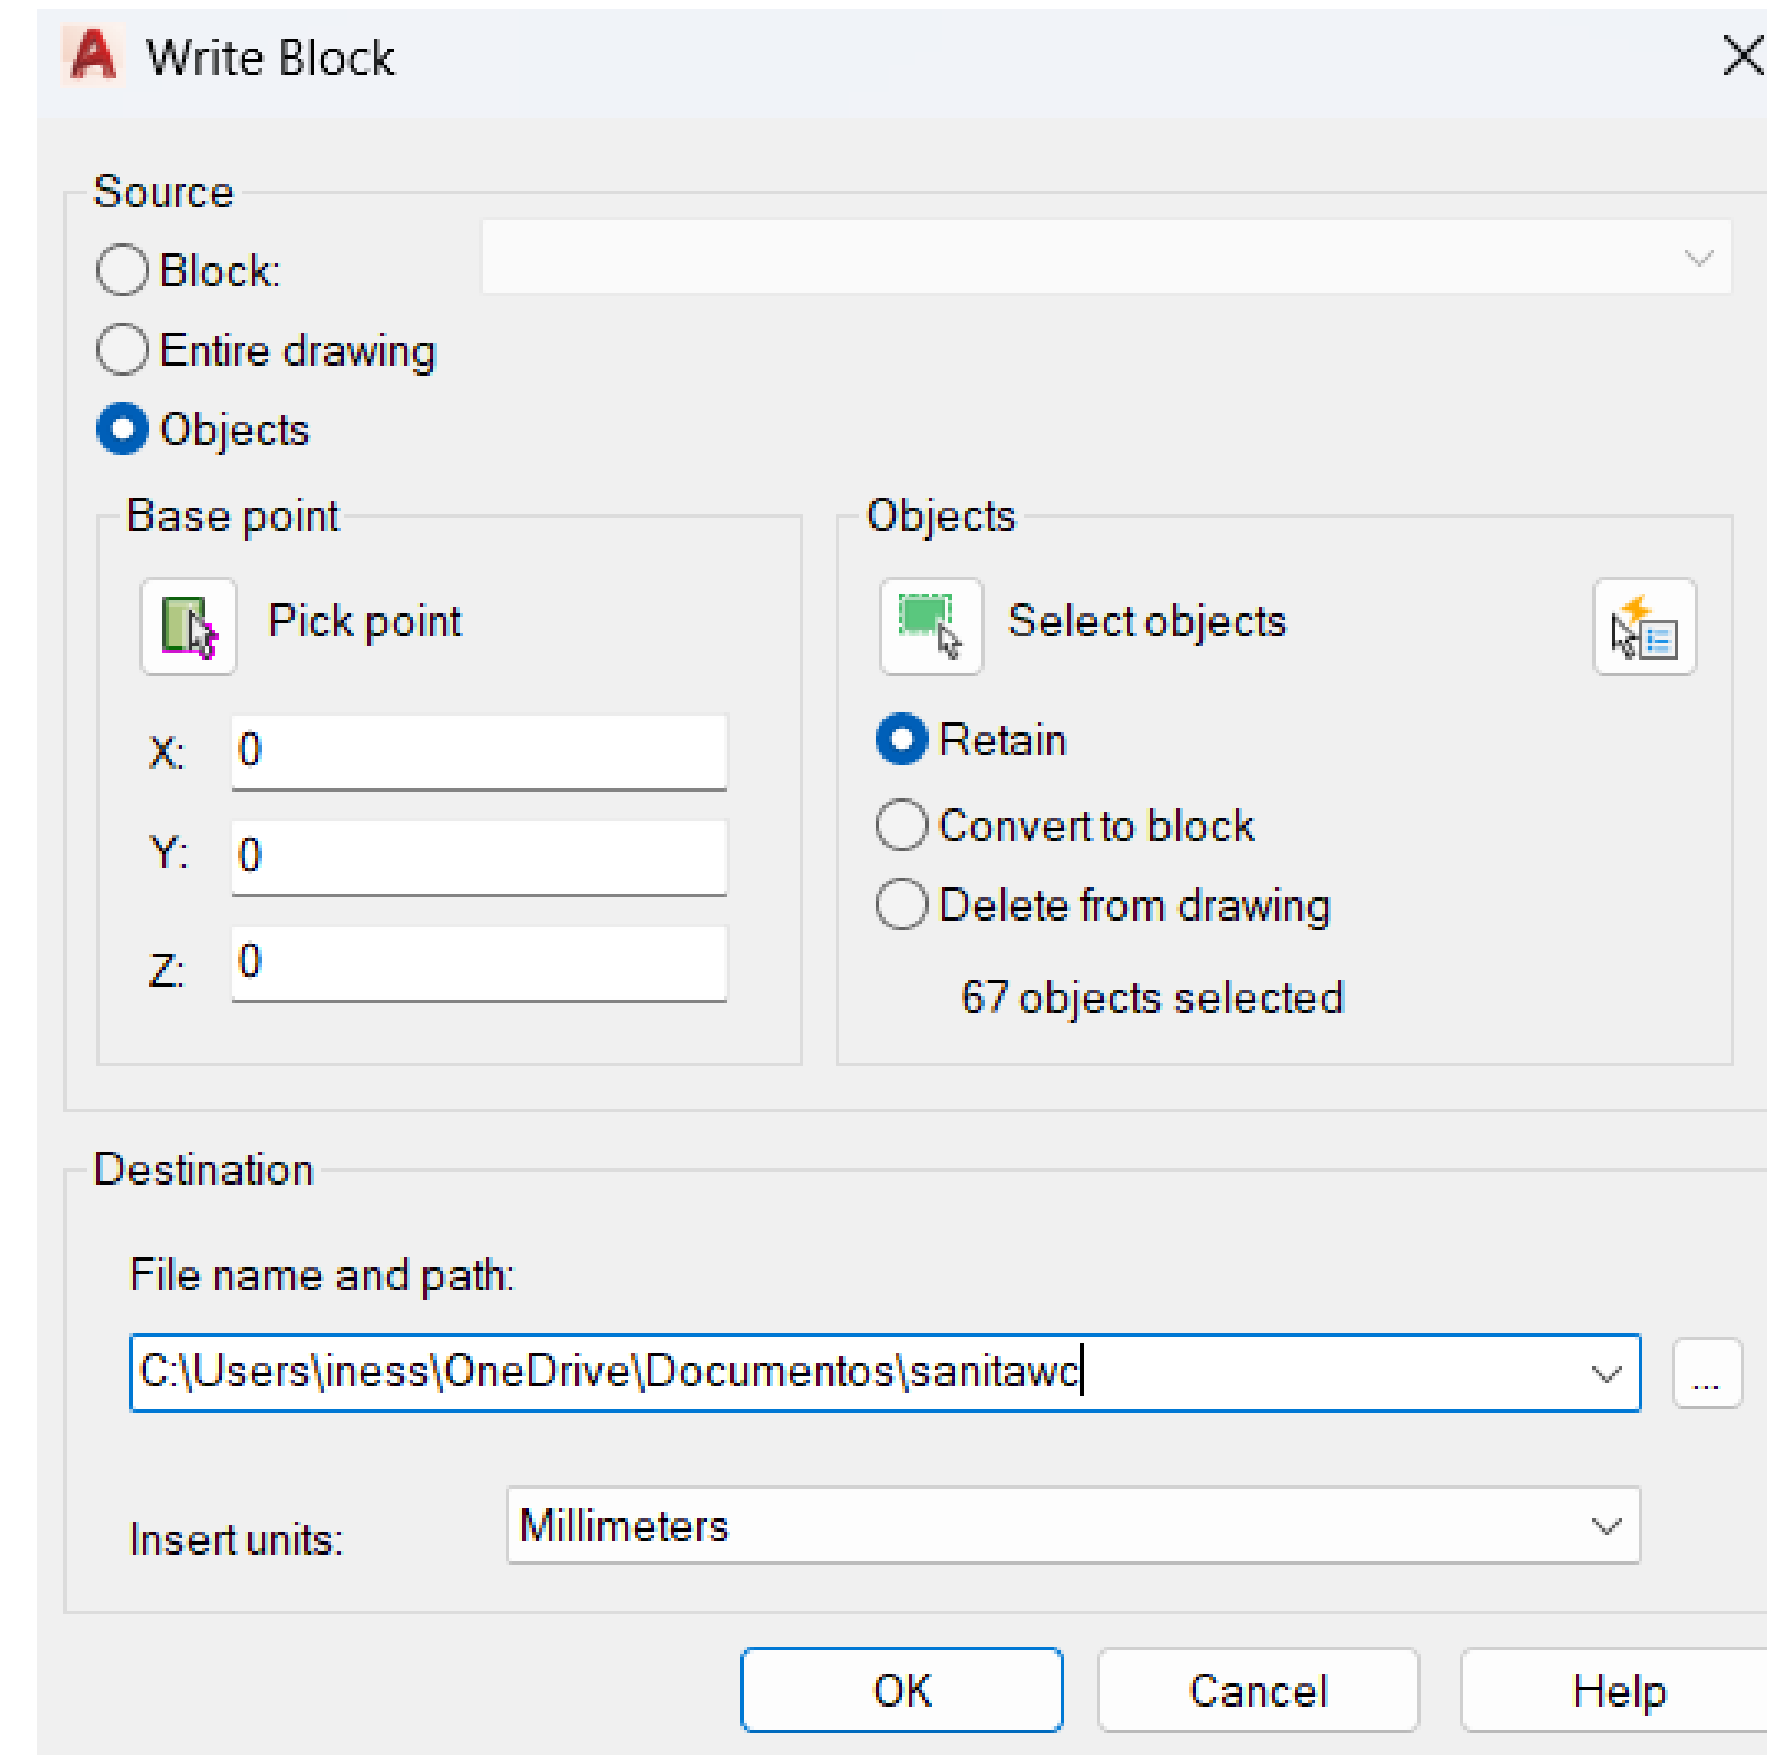 Write Block
Source
Block:
Entire drawing
Objects
Base point
Objects
Pick point
Select objects
X: 0
Retain
Y: 0
Convert to block
Delete from drawing
Z: 0
67 objects selected
Destination
File name and path:
C:\Users\iness\OneDrive\Documentos\sanitawc
...
Insert units: Millimeters
OK Cancel Help